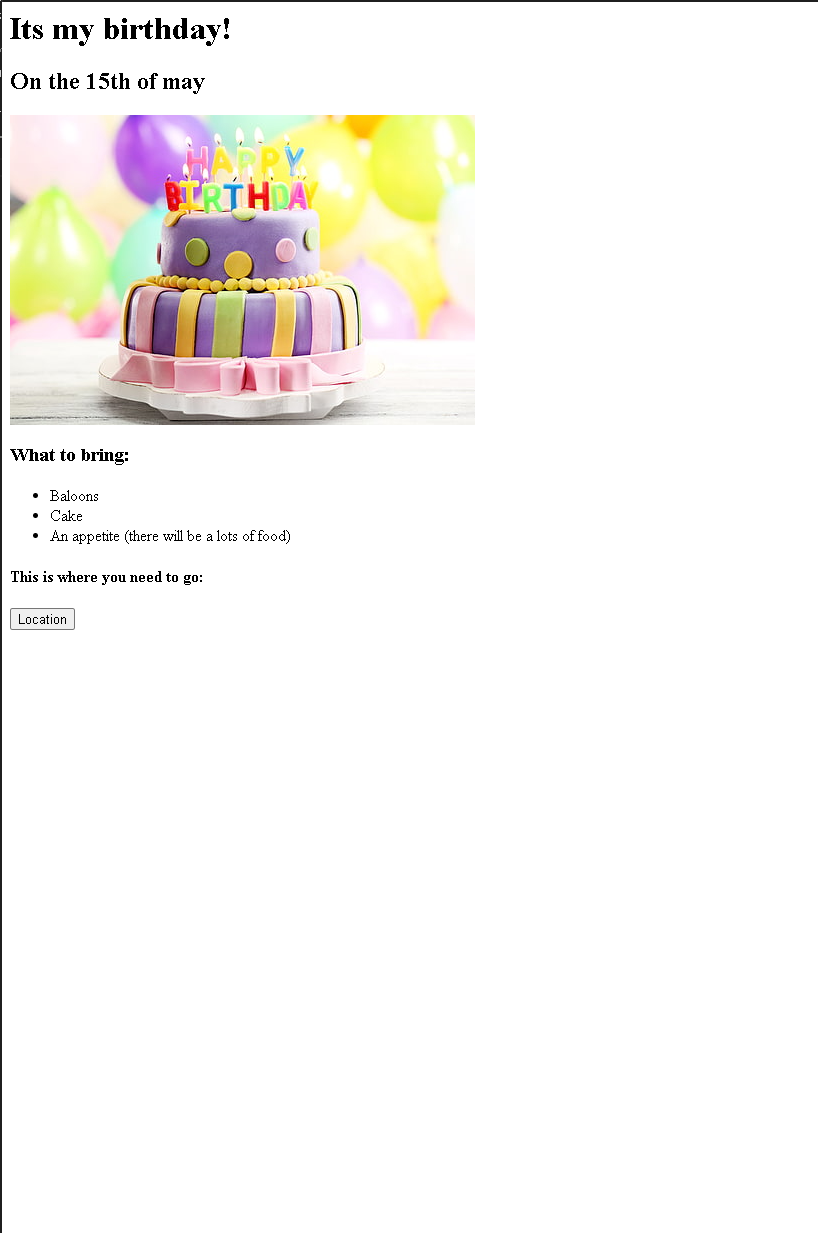 Its my birthday!
On the 15th of may
HAPPY
BIRTHDAY
What to bring:
Baloons
Cake
An appetite (there will be a lots of food)
This is where you need to go:
Location